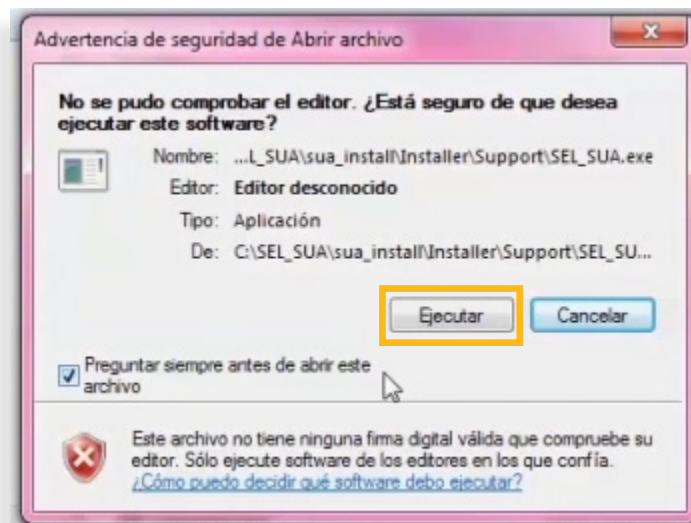 Advertencia de seguridad de Abrir archivo
No se pudo comprobar el editor. ¿Está seguro de que desea
ejecutar este software?
Nombre: ...L_SUA\sua_install\Installer\Support\SEL_SUA.exe
Editor: Editor desconocido
Tipo: Aplicación
De: C:\SEL_SUA\sua_install\Installer\Support\SEL_SU...
Ejecutar Cancelar
Preguntar siempre antes de abrir este
archivo
Este archivo no tiene ninguna firma digital válida que compruebe su
editor. Sólo ejecute software de los editores en los que confía.
¿Cómo puedo decidir qué software debo ejecutar?